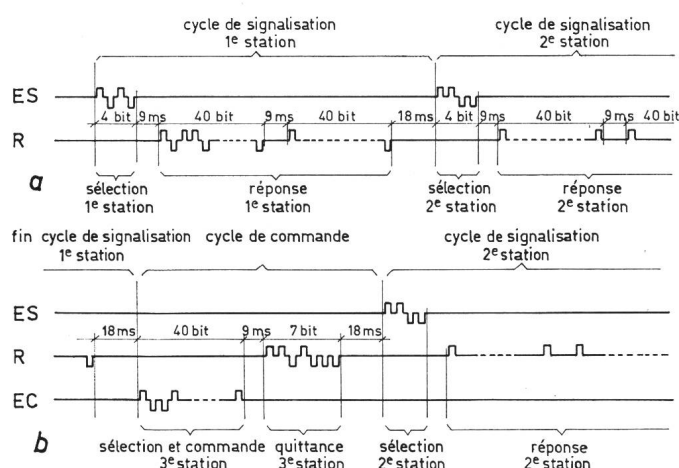 cycle de signalisation
1e station
cycle de signalisation
2e station
ES
4 bit 9 ms 40 bit 9 ms 40 bit 18 ms 4 bit 9 ms 40 bit 9 ms 40 bit
R
a
sélection
1e station
réponse
1e station
sélection
2e station
réponse
2e station
fin cycle de signalisation
1e station
cycle de commande
cycle de signalisation
2e station
ES
18 ms 40 bit 9 ms 7 bit 18 ms
R
EC
b
sélection et commande
3e station
quittance
3e station
sélection
2e station
réponse
2e station